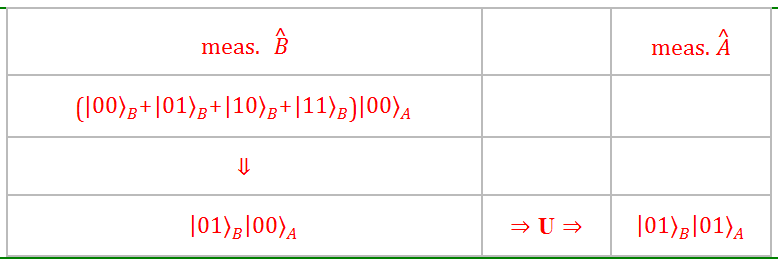 meas. B̂ meas. Â
(|00⟩_B+|01⟩_B+|10⟩_B+|11⟩_B)|00⟩_A
⇓
|01⟩_B|00⟩_A ⇒ U ⇒ |01⟩_B|01⟩_A